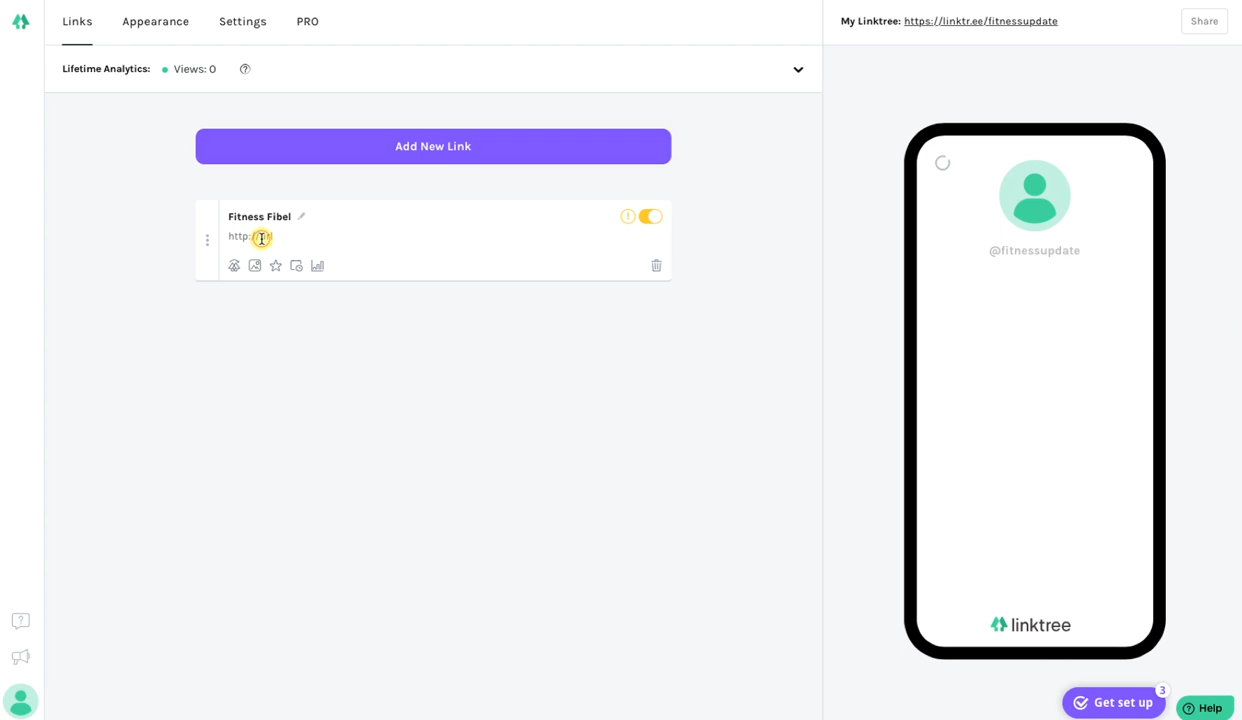 Links Appearance Settings PRO
My Linktree: https://linktr.ee/fitnessupdate Share
Lifetime Analytics: Views: 0 ?
Add New Link
Fitness Fibel
http://url
@fitnessupdate
linktree
?
Get set up 3
? Help